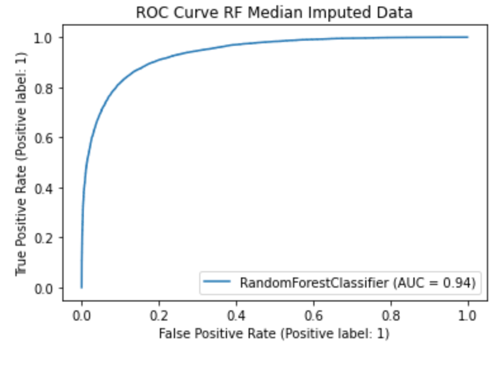 ROC Curve RF Median Imputed Data
True Positive Rate (Positive label: 1)
1.0
0.8
0.6
0.4
0.2
0.0
RandomForestClassifier (AUC = 0.94)
0.0 0.2 0.4 0.6 0.8 1.0
False Positive Rate (Positive label: 1)